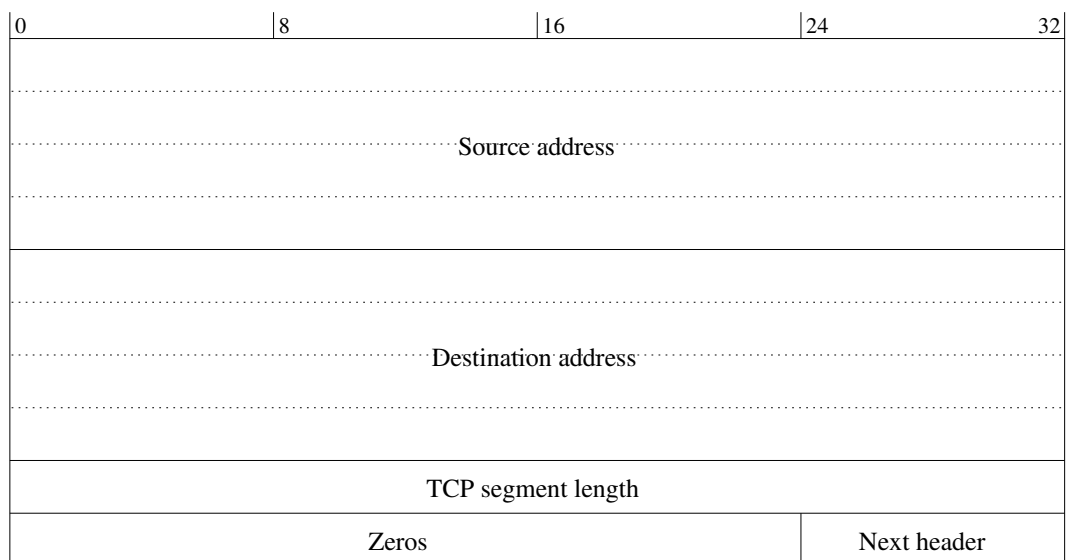 0 8 16 24 32
Source address
Destination address
TCP segment length
Zeros Next header